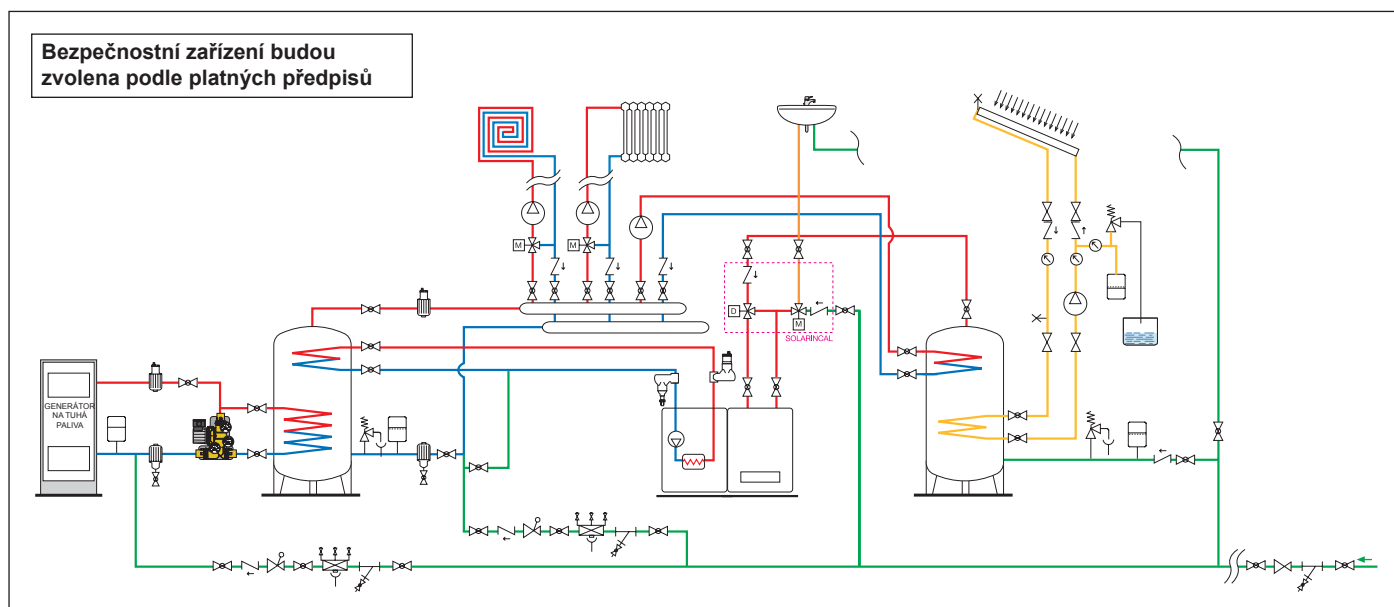 Bezpečnostní zařízení budou
zvolena podle platných předpisů
M
M
D
M
SOLARINCAL
GENERÁTOR
NA TUHÁ
PALIVA